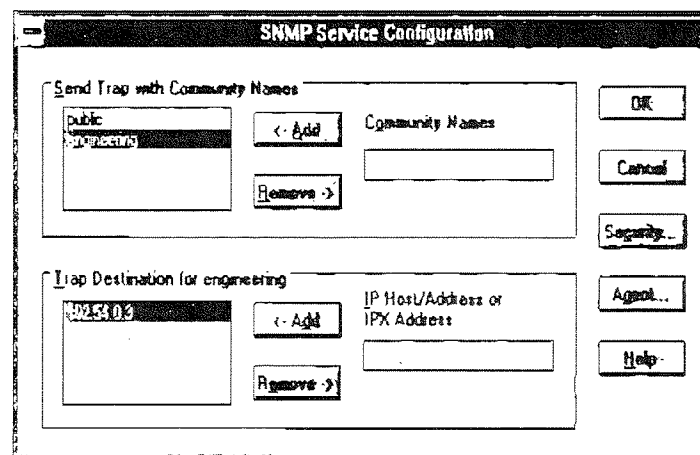 SNMP Service Configuration
Send Trap with Community Names
public
engineering
<- Add
Remove ->
Community Names
OK
Cancel
Security...
Trap Destination for engineering
<- Add
Remove ->
IP Host/Address or
IPX Address
Agent...
Help